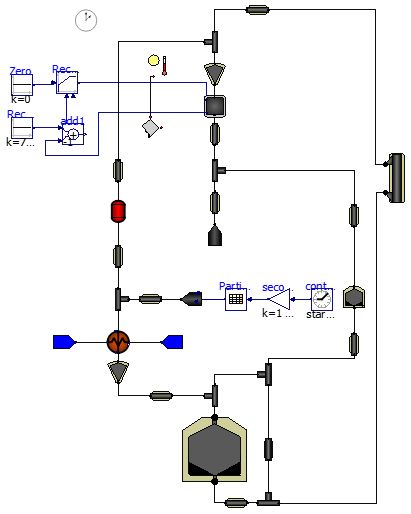 Zero
Rec...
k=0
Rec...
add1
k=7...
Parti...
seco...
cont...
k=1 ...
star...